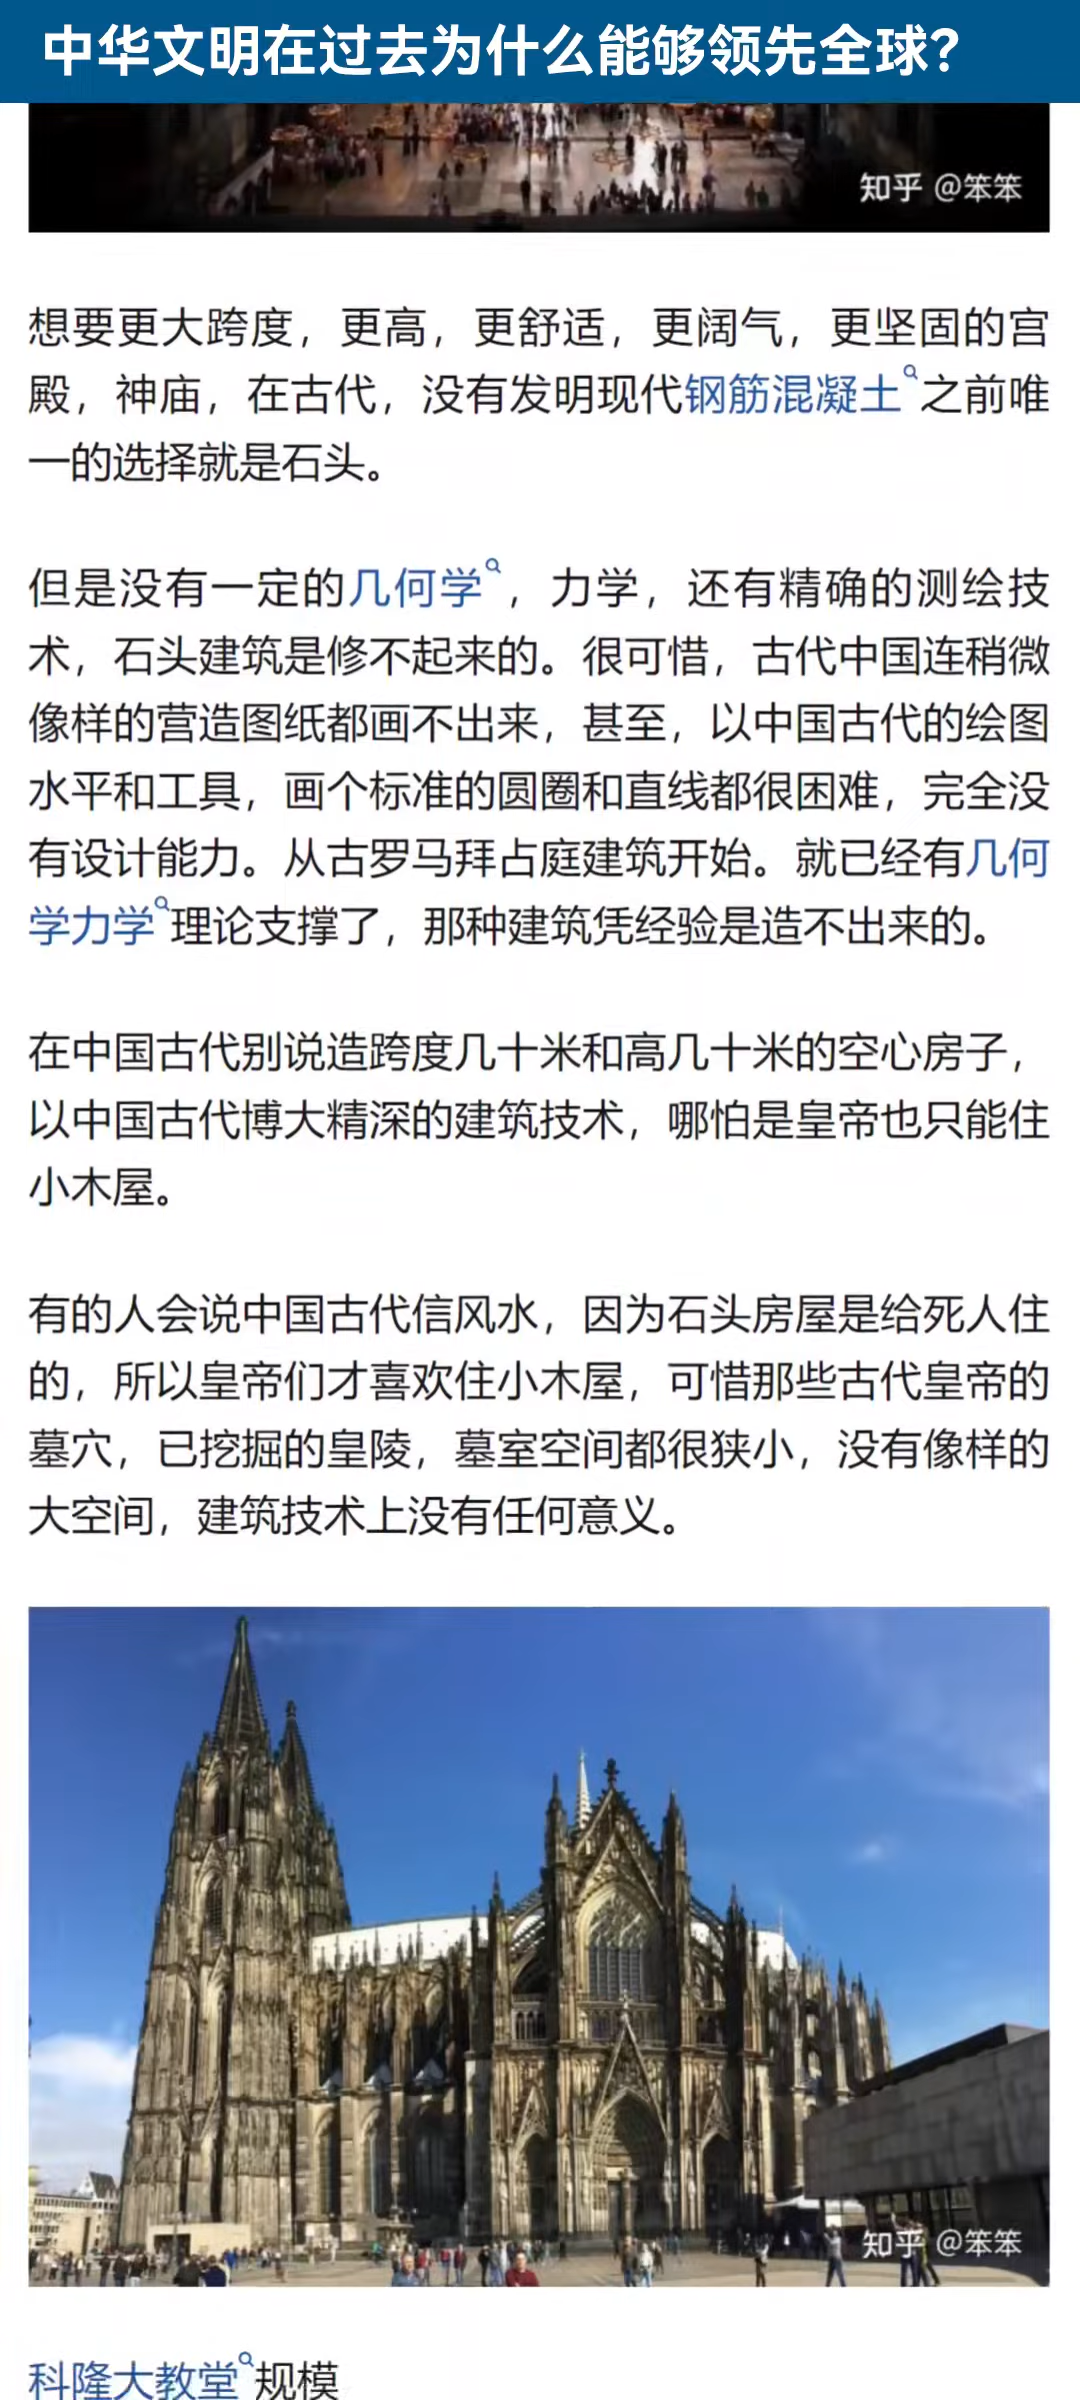 中华文明在过去为什么能够领先全球？
知乎 @笨笨
想要更大跨度，更高，更舒适，更阔气，更坚固的宫
殿，神庙，在古代，没有发明现代钢筋混凝土之前唯
一的选择就是石头。
但是没有一定的几何学，力学，还有精确的测绘技
术，石头建筑是修不起来的。很可惜，古代中国连稍微
像样的营造图纸都画不出来，甚至，以中国古代的绘图
水平和工具，画个标准的圆圈和直线都很困难，完全没
有设计能力。从古罗马拜占庭建筑开始。就已经有几何
学力学理论支撑了，那种建筑凭经验是造不出来的。
在中国古代别说造跨度几十米和高几十米的空心房子，
以中国古代博大精深的建筑技术，哪怕是皇帝也只能住
小木屋。
有的人会说中国古代信风水，因为石头房屋是给死人住
的，所以皇帝们才喜欢住小木屋，可惜那些古代皇帝的
墓穴，已挖掘的皇陵，墓室空间都很狭小，没有像样的
大空间，建筑技术上没有任何意义。
知乎 @笨笨
科隆大教堂规模